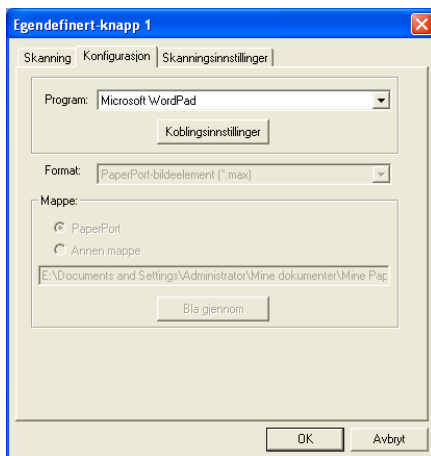 Egendefinert-knapp 1
Skanning Konfigurasjon Skanningsinnstillinger
Program: Microsoft WordPad
Koblingsinnstillinger
Format: PaperPort-bildeelement (*.max)
Mappe:
PaperPort
Annen mappe
E:\Documents and Settings\Administrator\Mine dokumenter\Mine Pap
Bla gjennom
OK Avbryt